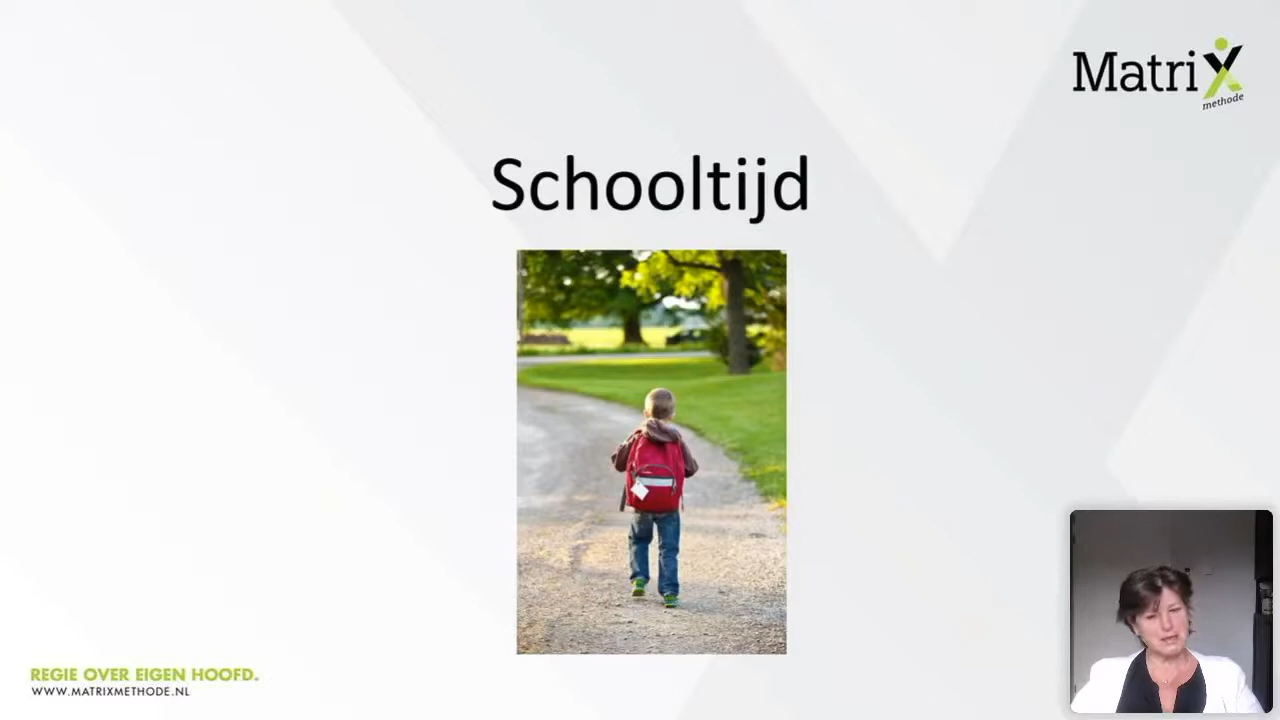 MatriX
methode
Schooltijd
REGIE OVER EIGEN HOOFD.
WWW.MATRIXMETHODE.NL